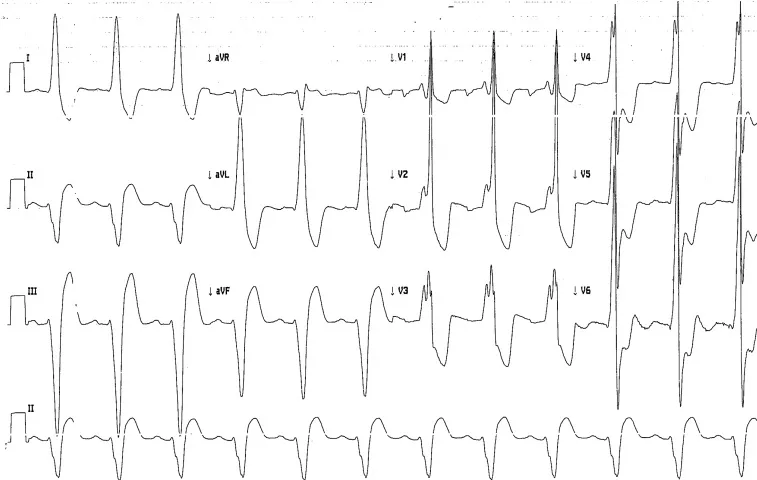 I ↓ aVR ↓ V1 ↓ V4
II ↓ aVL ↓ V2 ↓ V5
III ↓ aVF ↓ V3 ↓ V6
II